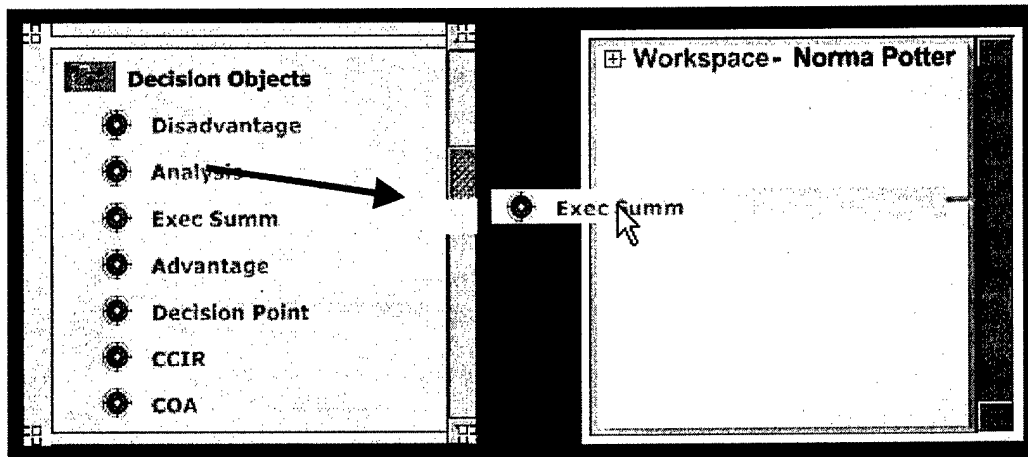 Decision Objects
Disadvantage
Analysis
Exec Summ
Advantage
Decision Point
CCIR
COA
Workspace - Norma Potter
Exec Summ